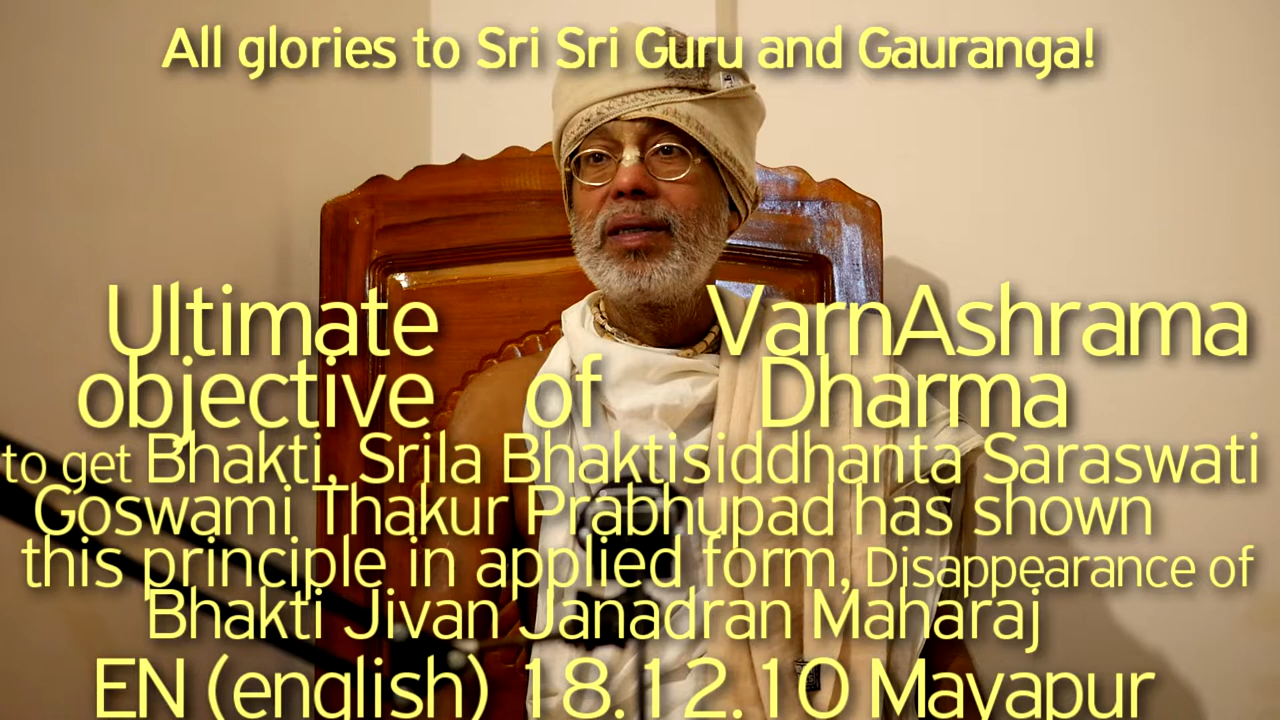 All glories to Sri Sri Guru and Gauranga!
Ultimate VarnAshrama
objective of Dharma
to get Bhakti, Srila Bhaktisiddhanta Saraswati
Goswami Thakur Prabhupad has shown
this principle in applied form, Disappearance of
Bhakti Jivan Janadran Maharaj
EN (english) 18.12.10 Mayapur